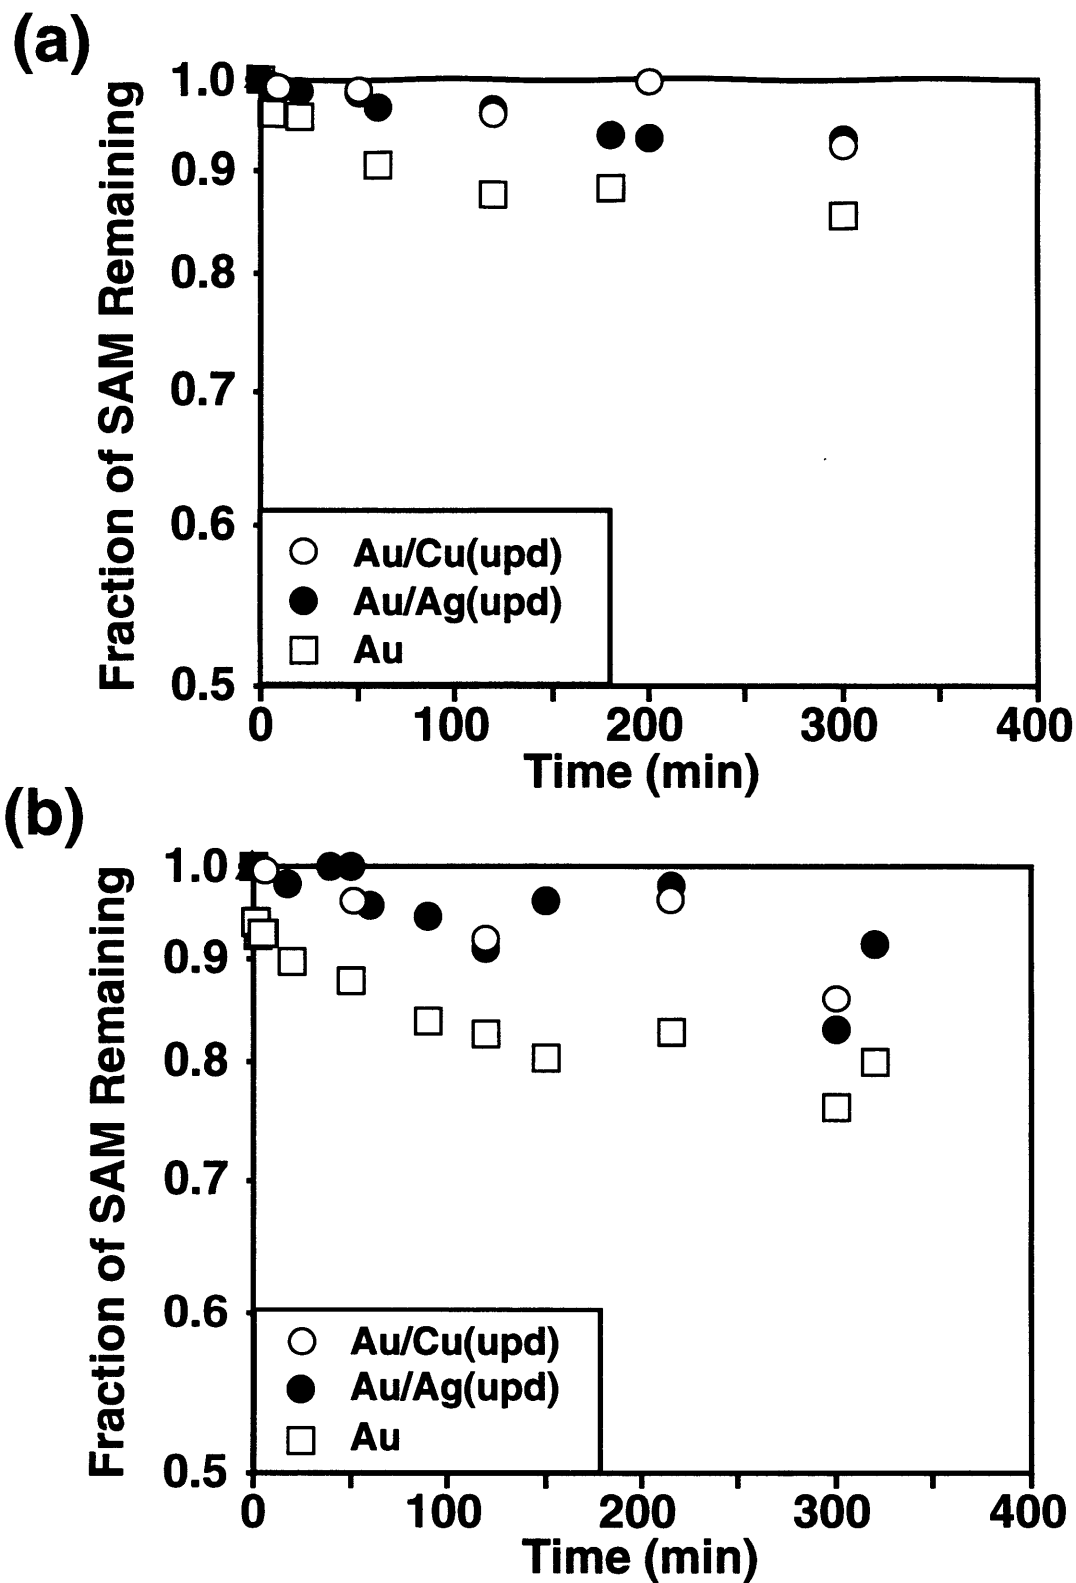 (a)
Fraction of SAM Remaining
1.0
0.9
0.8
0.7
0.6
0.5
Au/Cu(upd)
Au/Ag(upd)
Au
0 100 200 300 400
Time (min)
(b)
Fraction of SAM Remaining
1.0
0.9
0.8
0.7
0.6
0.5
Au/Cu(upd)
Au/Ag(upd)
Au
0 100 200 300 400
Time (min)